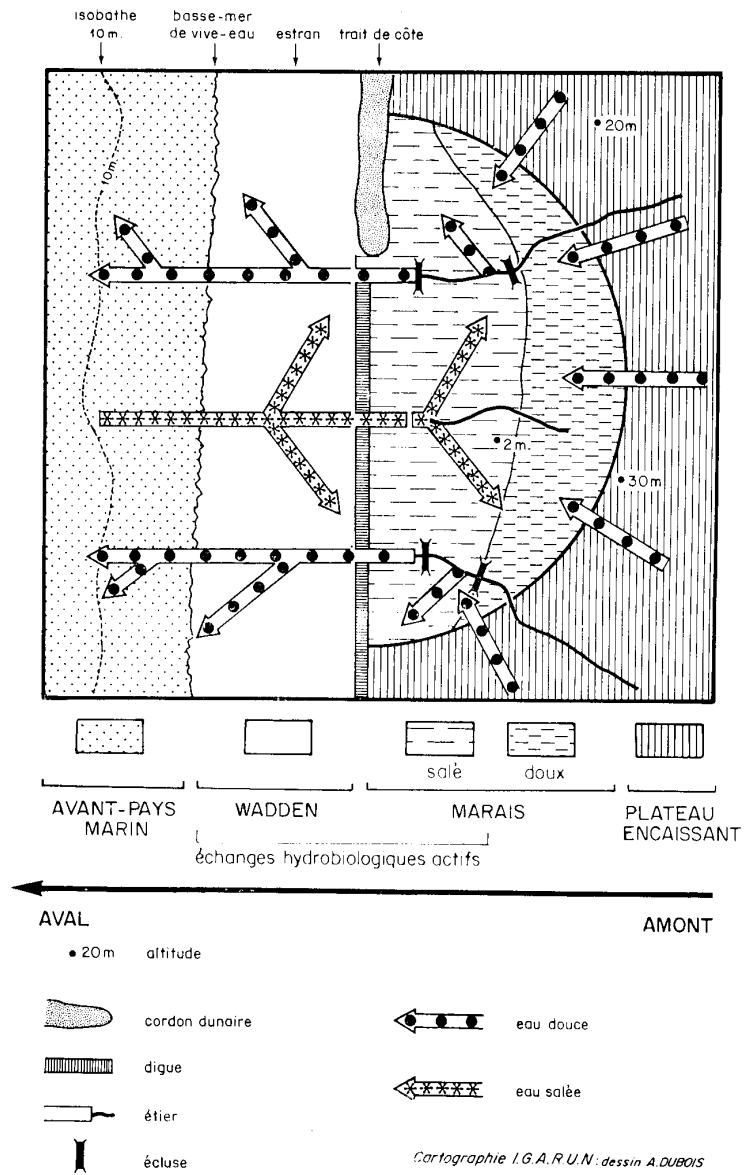 isobathe
10 m.
basse-mer
de vive-eau
estran
trait de côte
10m
20m
2 m.
30m
salé
doux
AVANT-PAYS
MARIN
WADDEN
MARAIS
PLATEAU
ENCAISSANT
échanges hydrobiologiques actifs
AVAL
AMONT
20m altitude
cordon dunaire
digue
étier
écluse
eau douce
eau salée
Cartographie I.G.A.R.U.N: dessin A.DUBOIS